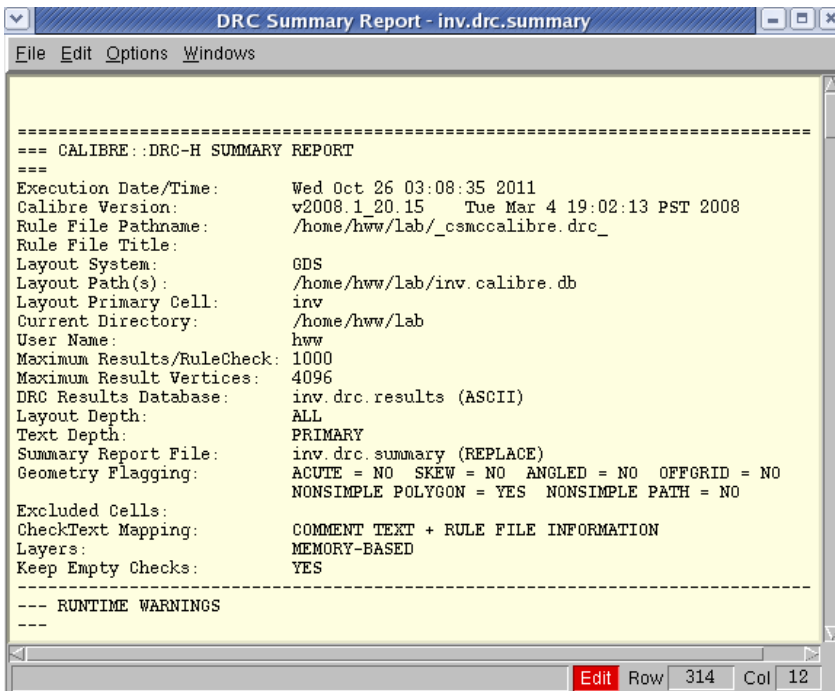 DRC Summary Report - inv.drc.summary
File Edit Options Windows
==================================================================================
=== CALIBRE::DRC-H SUMMARY REPORT
===
Execution Date/Time: Wed Oct 26 03:08:35 2011
Calibre Version: v2008.1_20.15 Tue Mar 4 19:02:13 PST 2008
Rule File Pathname: /home/hww/lab/_csmccalibre.drc_
Rule File Title:
Layout System: GDS
Layout Path(s): /home/hww/lab/inv.calibre.db
Layout Primary Cell: inv
Current Directory: /home/hww/lab
User Name: hww
Maximum Results/RuleCheck: 1000
Maximum Result Vertices: 4096
DRC Results Database: inv.drc.results (ASCII)
Layout Depth: ALL
Text Depth: PRIMARY
Summary Report File: inv.drc.summary (REPLACE)
Geometry Flagging: ACUTE = NO SKEW = NO ANGLED = NO OFFGRID = NO
NONSIMPLE POLYGON = YES NONSIMPLE PATH = NO
Excluded Cells:
CheckText Mapping: COMMENT TEXT + RULE FILE INFORMATION
Layers: MEMORY-BASED
Keep Empty Checks: YES
----------------------------------------------------------------------------------
--- RUNTIME WARNINGS
---
Edit Row 314 Col 12